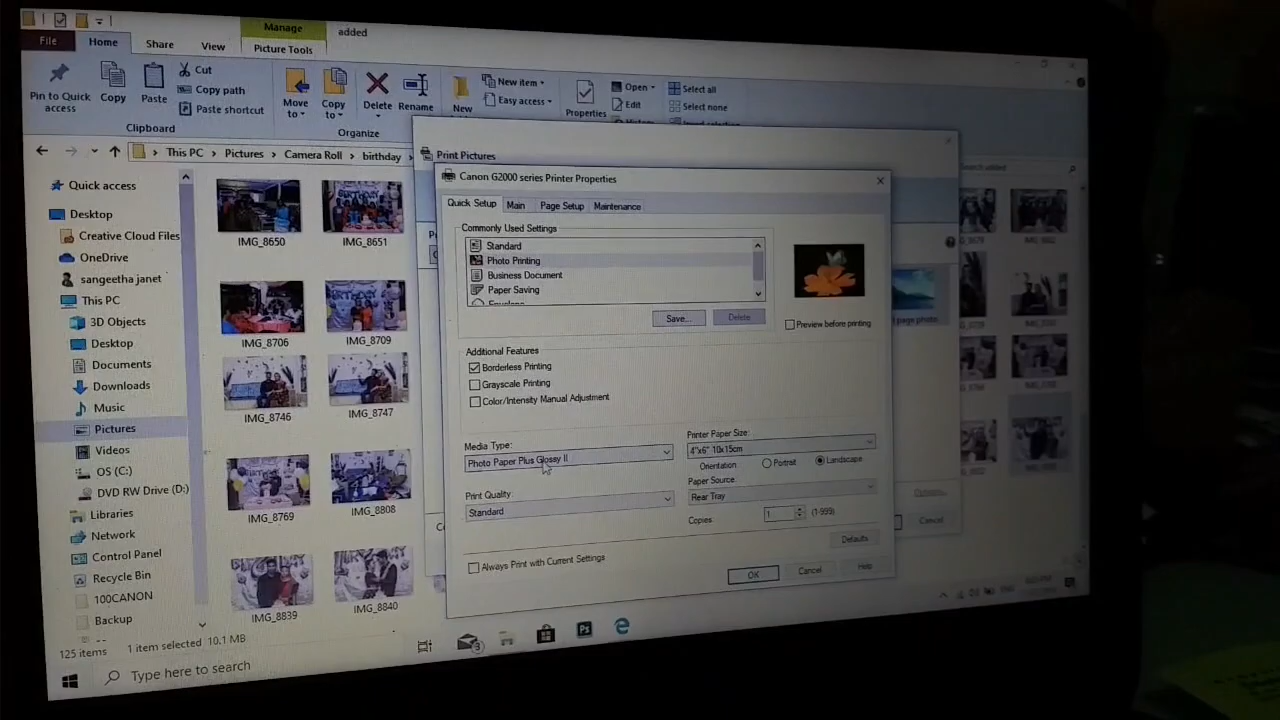 Manage
added
File
Home
Share
View
Picture Tools
Pin to Quick access
Copy
Paste
Cut
Copy path
Paste shortcut
Move to
Copy to
Delete
Rename
New
New item
Easy access
Properties
Open
Edit
Select all
Select none
Clipboard
Organize
This PC
Pictures
Camera Roll
birthday
Quick access
Desktop
Creative Cloud Files
OneDrive
sangeetha janet
This PC
3D Objects
Desktop
Documents
Downloads
Music
Pictures
Videos
OS (C:)
DVD RW Drive (D:)
Libraries
Network
Control Panel
Recycle Bin
100CANON
Backup
125 items
1 item selected 10.1 MB
IMG_8650
IMG_8651
IMG_8706
IMG_8709
IMG_8746
IMG_8747
IMG_8769
IMG_8808
IMG_8839
IMG_8840
Print Pictures
Canon G2000 series Printer Properties
Quick Setup
Main
Page Setup
Maintenance
Commonly Used Settings
Standard
Photo Printing
Business Document
Paper Saving
Envelope
Save...
Delete
Preview before printing
Additional Features
Borderless Printing
Grayscale Printing
Color/Intensity Manual Adjustment
Media Type:
Photo Paper Plus Glossy II
Printer Paper Size:
4"x6" 10x15cm
Orientation
Portrait
Landscape
Paper Source:
Rear Tray
Print Quality:
Standard
Copies:
1
(1-999)
Defaults
Always Print with Current Settings
OK
Cancel
Help
page photo
Cancel
Type here to search
3